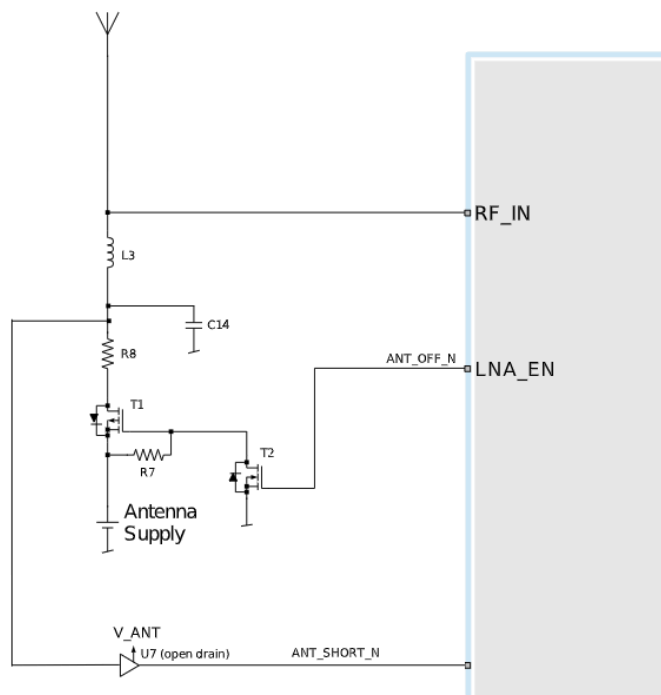 RF_IN
L3
C14
R8
ANT_OFF_N
LNA_EN
T1
T2
R7
Antenna
Supply
V_ANT
U7 (open drain)
ANT_SHORT_N